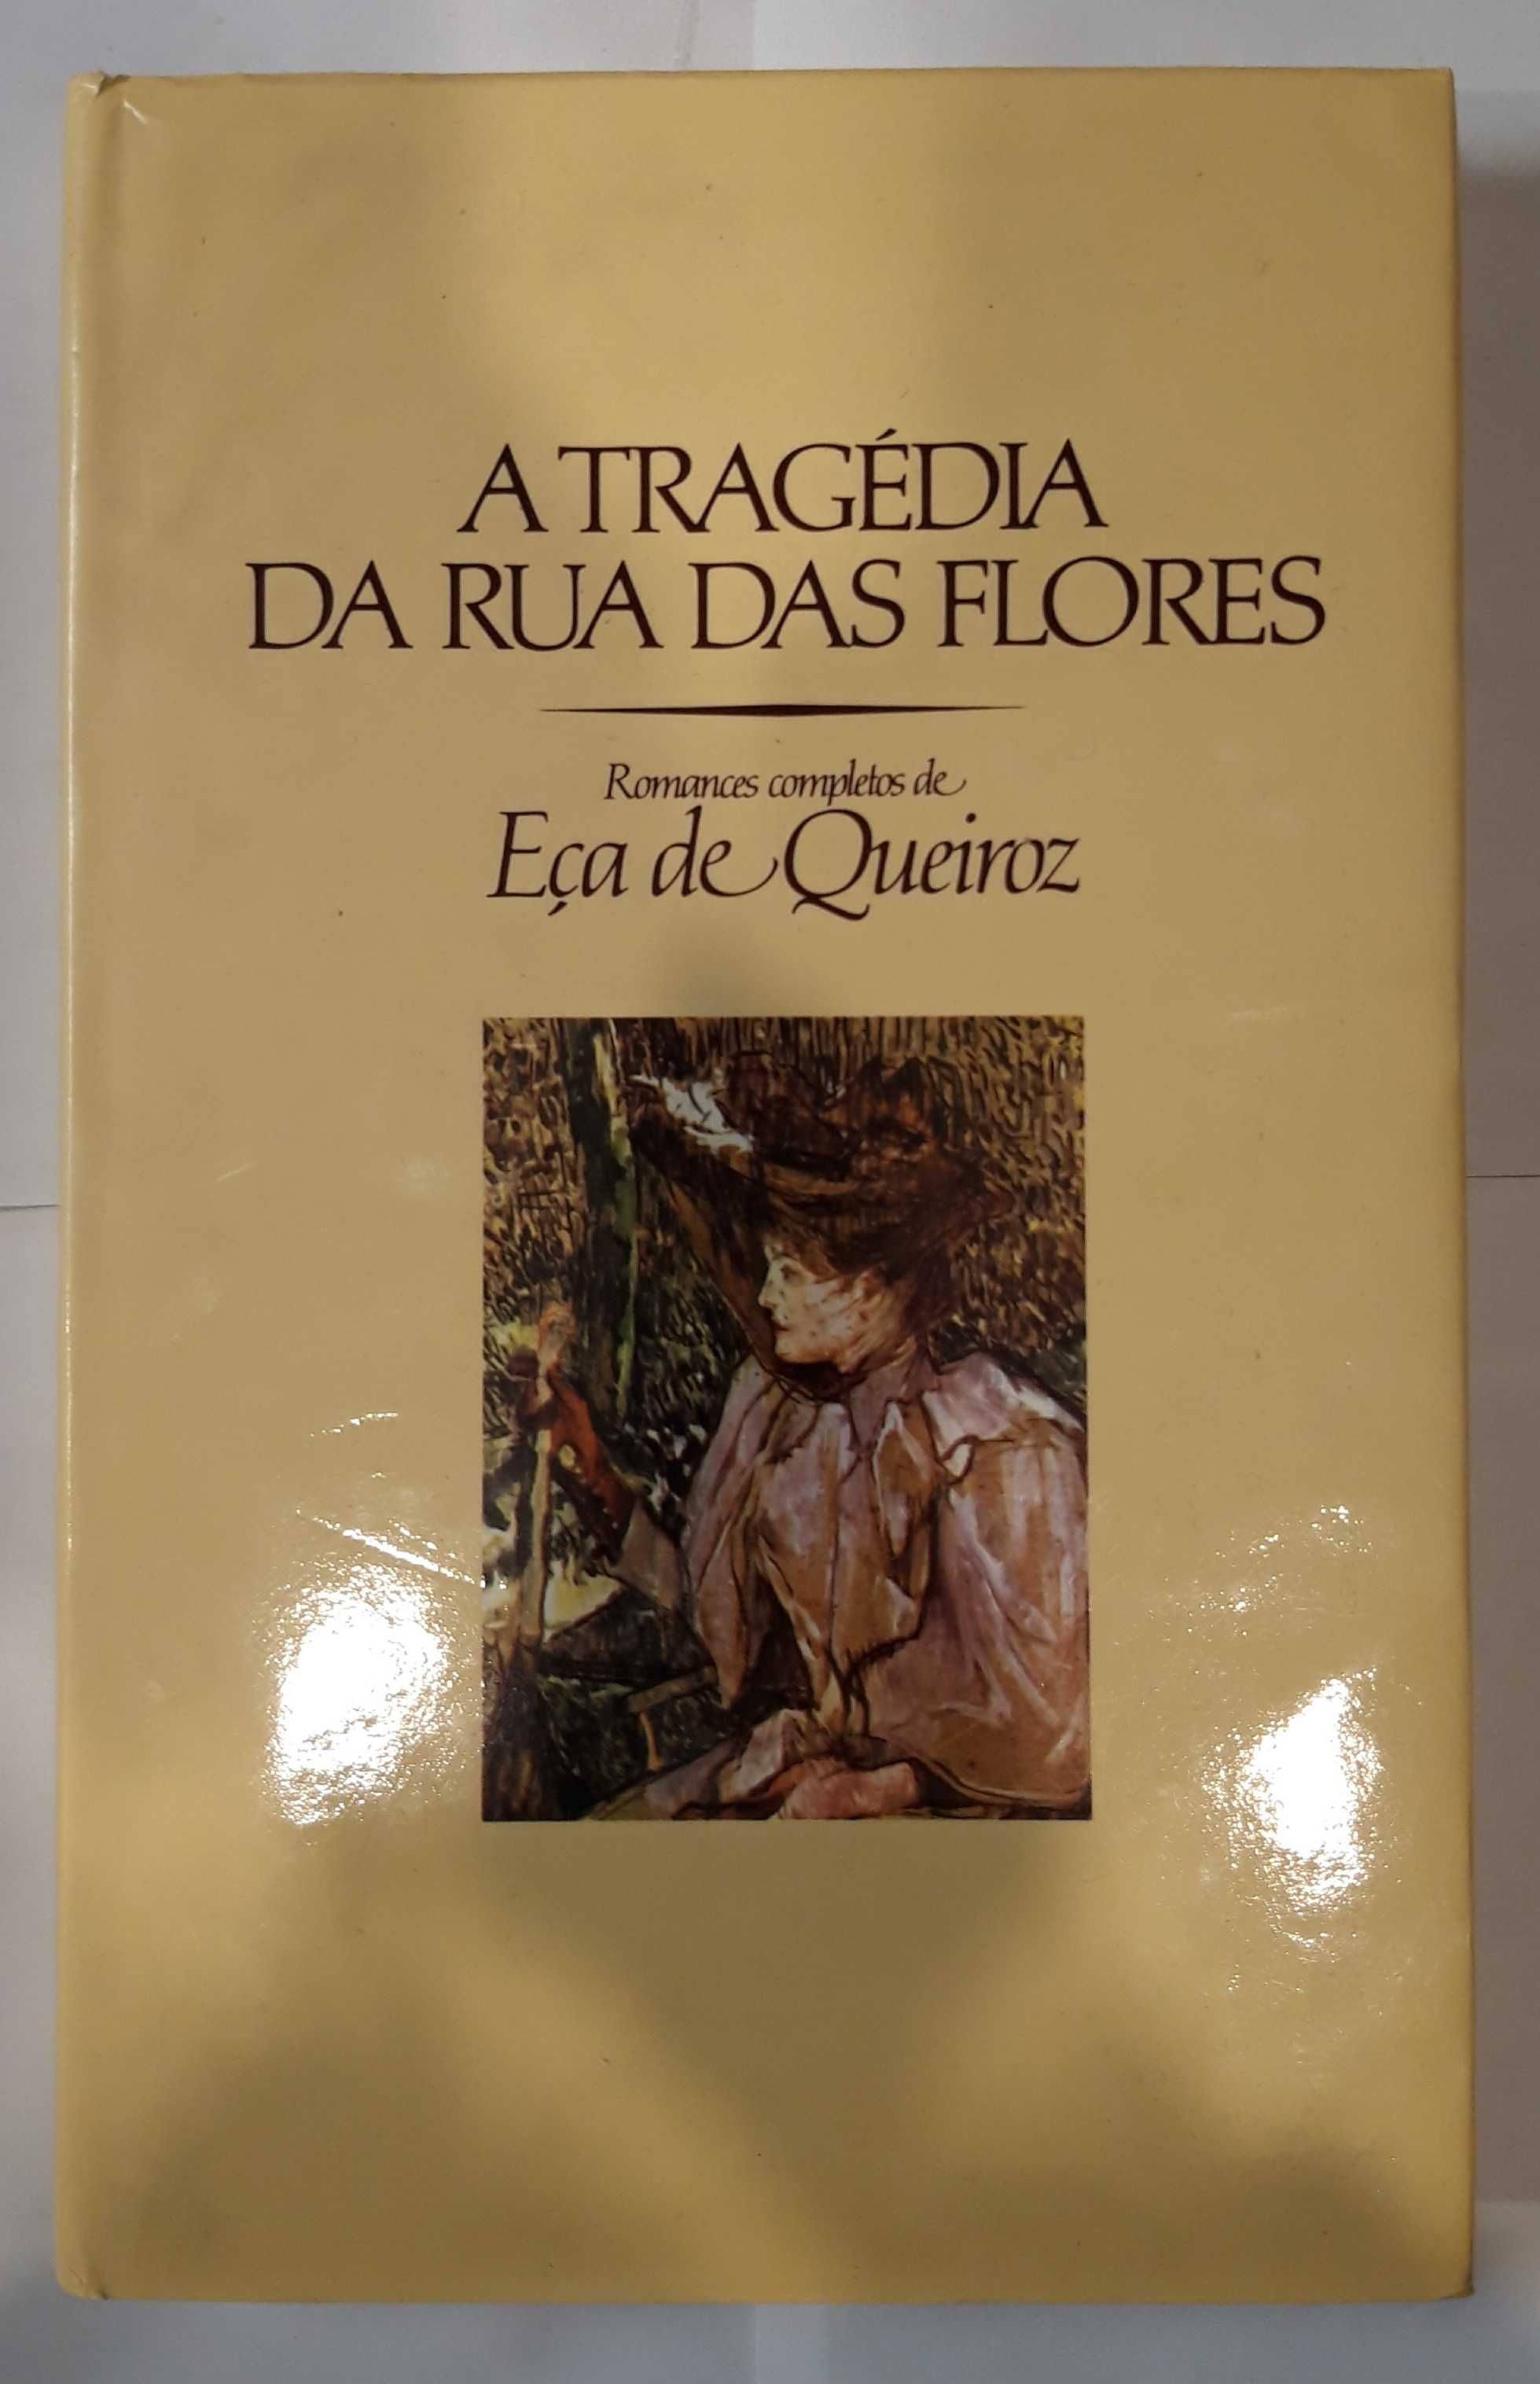 A TRAGÉDIA
DA RUA DAS FLORES
Romances completos de
Eça de Queiroz